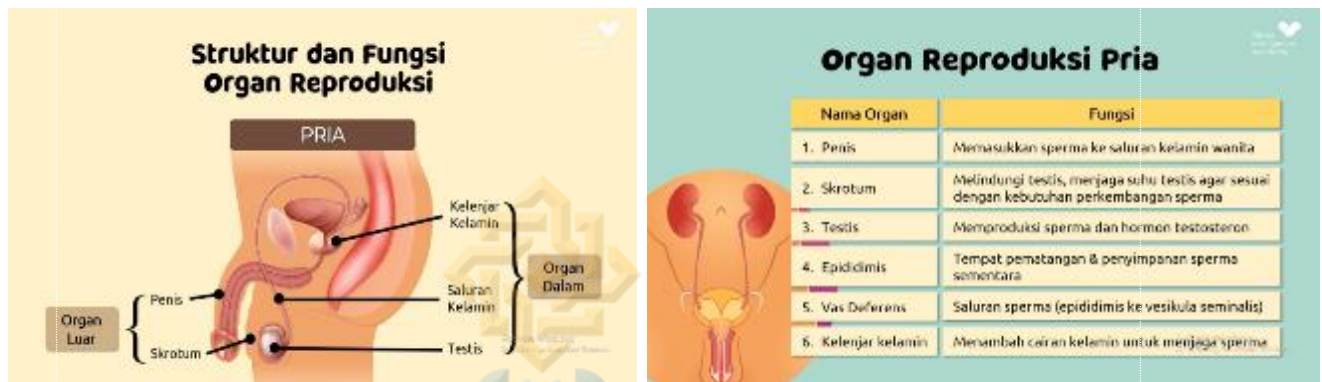 Struktur dan Fungsi
Organ Reproduksi
PRIA
Kelenjar
Kelamin
Organ
Dalam
Saluran
Kelamin
Penis
Organ
Luar
Skrotum
Testis
Organ Reproduksi Pria
Nama Organ Fungsi
1. Penis Memasukkan sperma ke saluran kelamin wanita
2. Skrotum Melindungi testis, menjaga suhu testis agar sesuai
dengan kebutuhan perkembangan sperma
3. Testis Memproduksi sperma dan hormon testosteron
4. Epididimis Tempat pematangan & penyimpanan sperma
sementara
5. Vas Deferens Saluran sperma (epididimis ke vesikula seminalis)
6. Kelenjar kelamin Menambah cairan kelamin untuk menjaga sperma